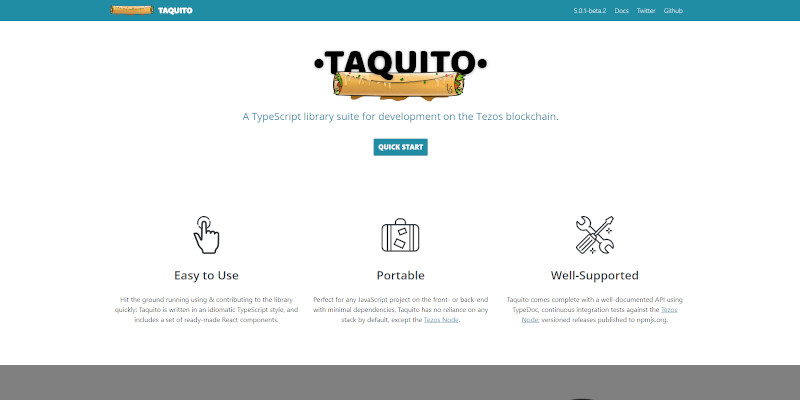 TAQUITO
5.0.1-beta.2 Docs Twitter Github
•TAQUITO•
A TypeScript library suite for development on the Tezos blockchain.
QUICK START
Easy to Use
Hit the ground running using & contributing to the library
quickly: Taquito is written in an idiomatic TypeScript style, and
includes a set of ready-made React components.
Portable
Perfect for any JavaScript project on the front- or back-end
with minimal dependencies, Taquito has no reliance on any
stack by default, except the Tezos Node.
Well-Supported
Taquito comes complete with a well-documented API using
TypeDoc, continuous integration tests against the Tezos
Node; versioned releases published to npmjs.org.